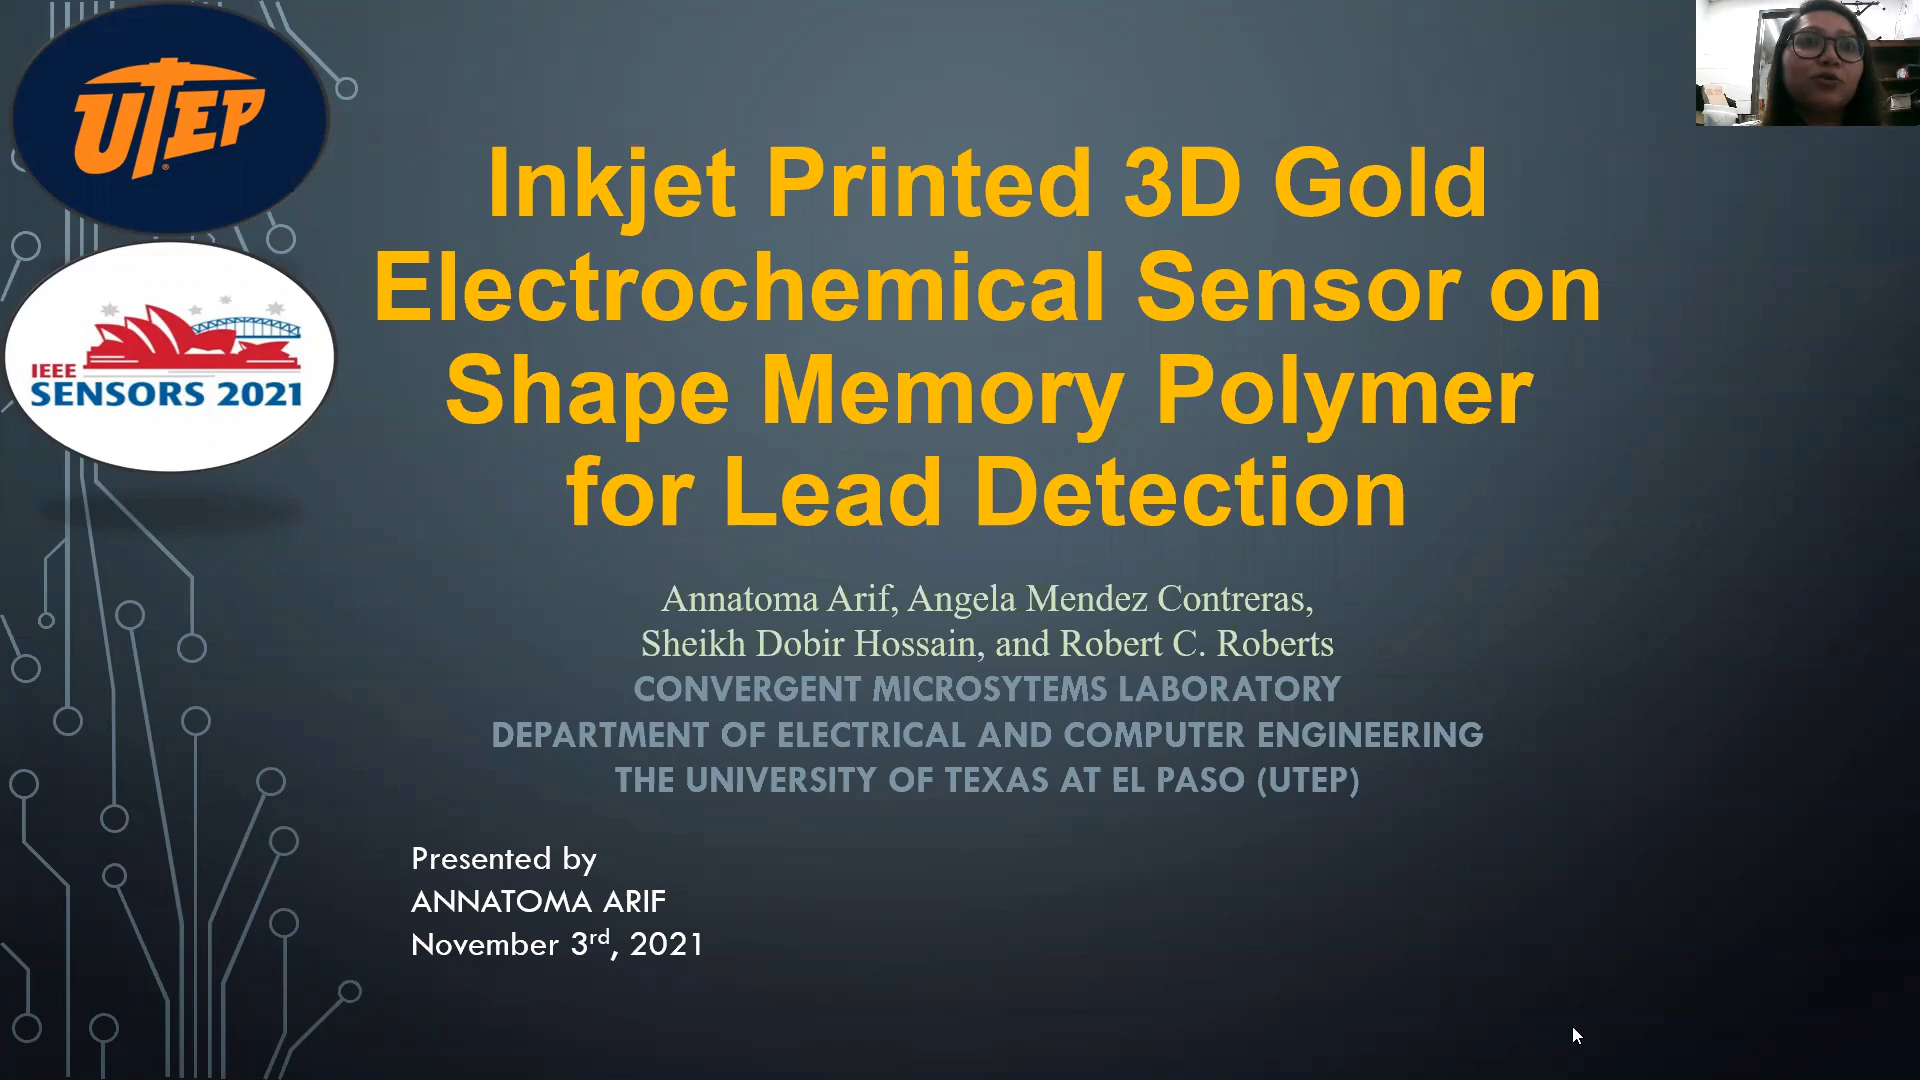 UTEP
IEEE
SENSORS 2021
Inkjet Printed 3D Gold
Electrochemical Sensor on
Shape Memory Polymer
for Lead Detection
Annatoma Arif, Angela Mendez Contreras,
Sheikh Dobir Hossain, and Robert C. Roberts
CONVERGENT MICROSYTEMS LABORATORY
DEPARTMENT OF ELECTRICAL AND COMPUTER ENGINEERING
THE UNIVERSITY OF TEXAS AT EL PASO (UTEP)
Presented by
ANNATOMA ARIF
November 3rd, 2021